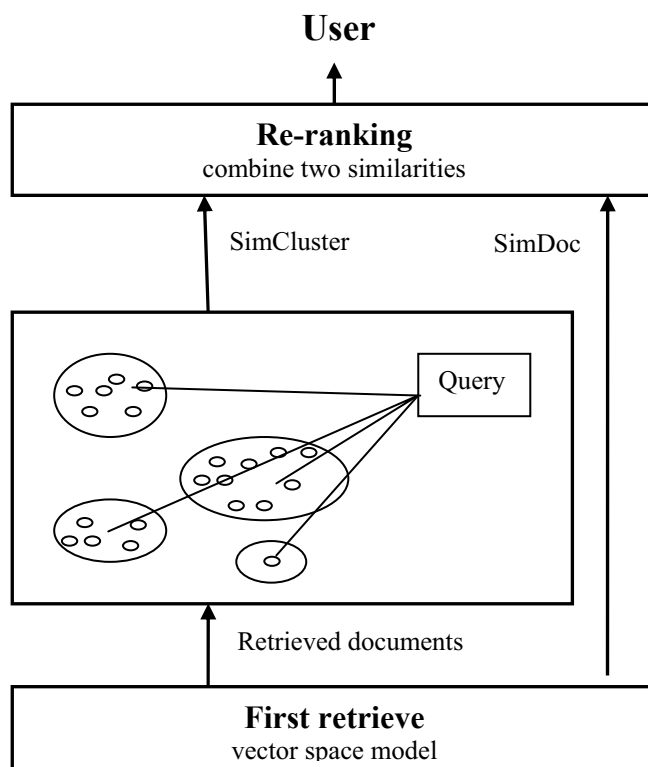 User
Re-ranking
combine two similarities
SimCluster
SimDoc
Query
Retrieved documents
First retrieve
vector space model